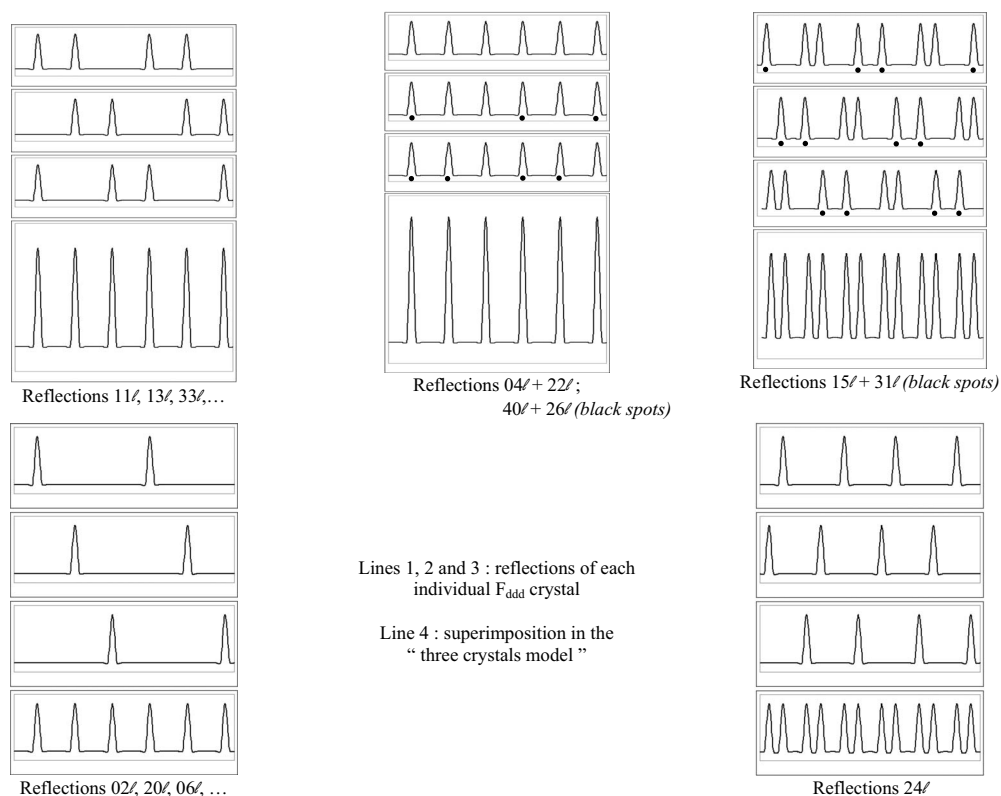 Reflections 11ℓ, 13ℓ, 33ℓ,…
Reflections 04ℓ + 22ℓ ;
40ℓ + 26ℓ (black spots)
Reflections 15ℓ + 31ℓ (black spots)
Lines 1, 2 and 3 : reflections of each
individual Fddd crystal
Line 4 : superimposition in the
“ three crystals model ”
Reflections 02ℓ, 20ℓ, 06ℓ, …
Reflections 24ℓ